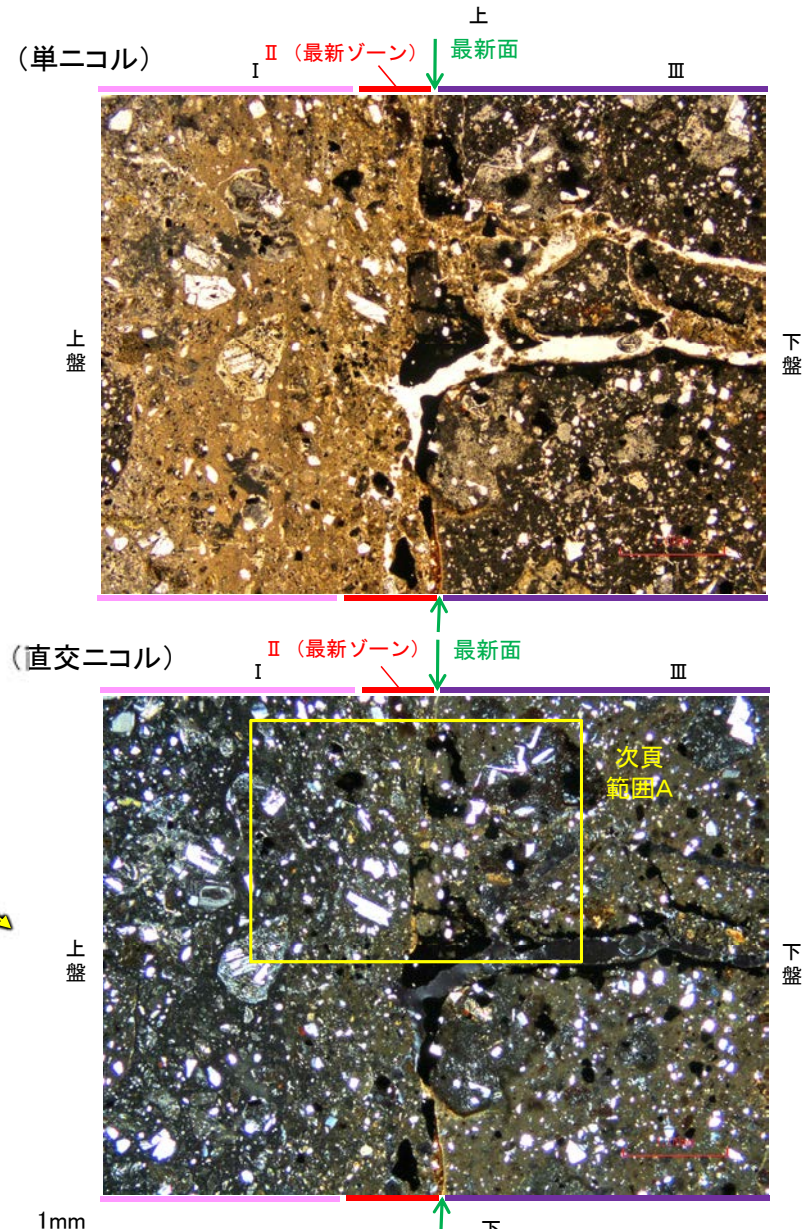 上
(単ニコル)
Ⅱ (最新ゾーン)
最新面
Ⅰ
Ⅲ
上盤
下盤
(直交ニコル)
Ⅱ (最新ゾーン)
最新面
Ⅰ
Ⅲ
次頁
範囲A
上盤
下盤
1mm
下